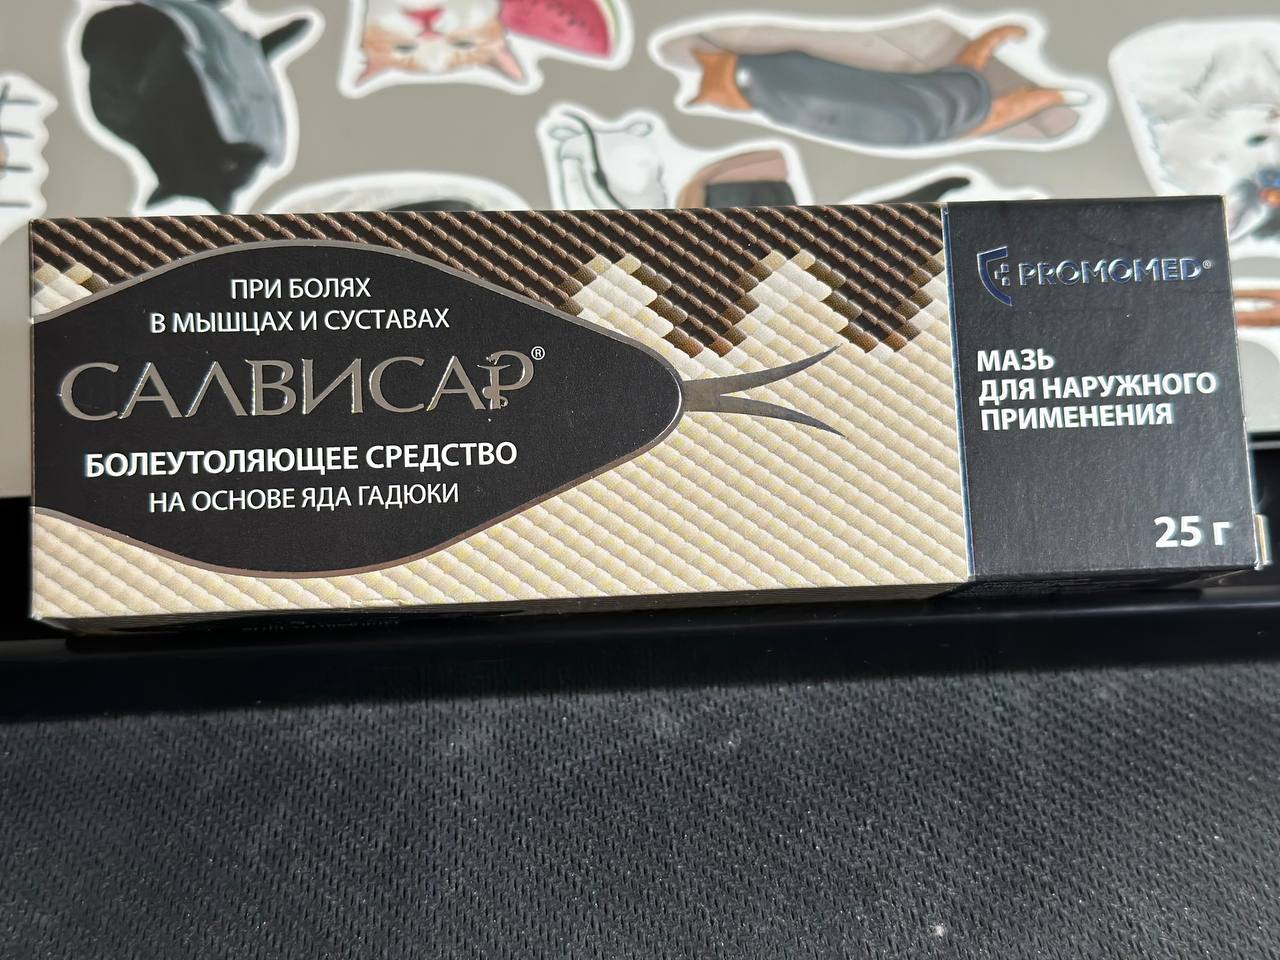 ПРИ БОЛЯХ
В МЫШЦАХ И СУСТАВАХ
САЛВИСАР®
БОЛЕУТОЛЯЮЩЕЕ СРЕДСТВО
НА ОСНОВЕ ЯДА ГАДЮКИ
PROMOMED®
МАЗЬ
ДЛЯ НАРУЖНОГО
ПРИМЕНЕНИЯ
25 г